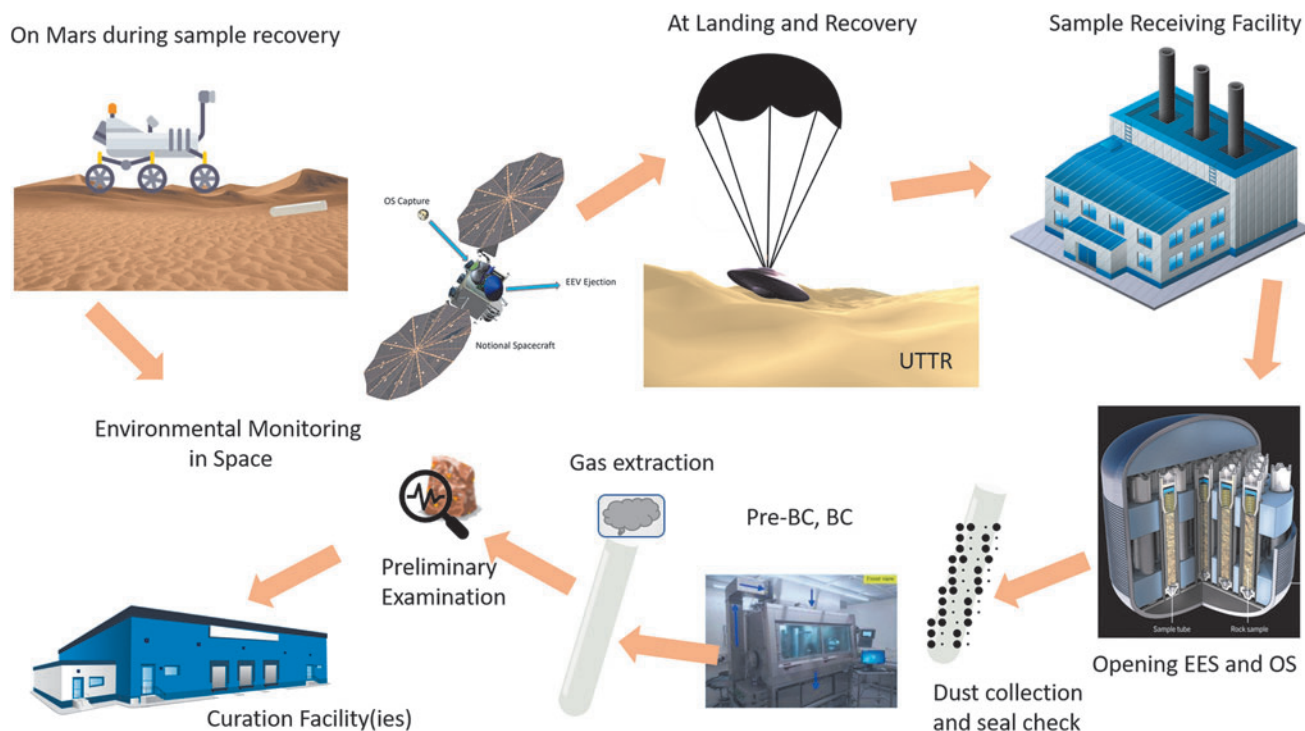 On Mars during sample recovery
At Landing and Recovery
Sample Receiving Facility
OS Capture
EEV Ejection
Notional Spacecraft
UTTR
Environmental Monitoring
in Space
Gas extraction
Pre-BC, BC
Preliminary
Examination
Sample tube
Rock sample
Opening EES and OS
Dust collection
and seal check
Curation Facility(ies)